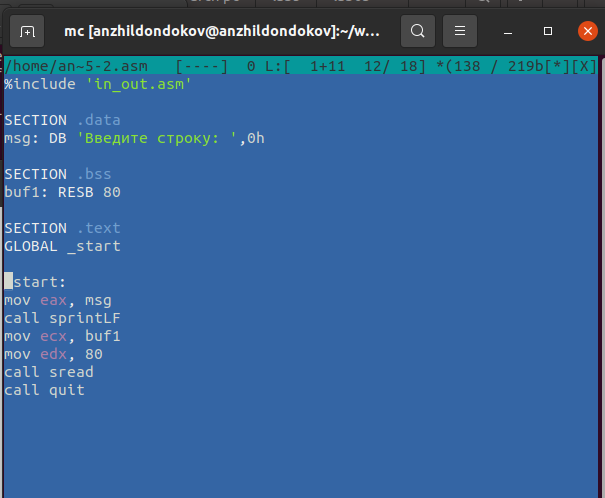 mc [anzhildondokov@anzhildondokov]:~/w...
/home/an~5-2.asm   [----]  0 L:[  1+11  12/ 18] *(138 / 219b[*][X]
%include 'in_out.asm'
SECTION .data
msg: DB 'Введите строку: ',0h
SECTION .bss
buf1: RESB 80
SECTION .text
GLOBAL _start
_start:
mov eax, msg
call sprintLF
mov ecx, buf1
mov edx, 80
call sread
call quit